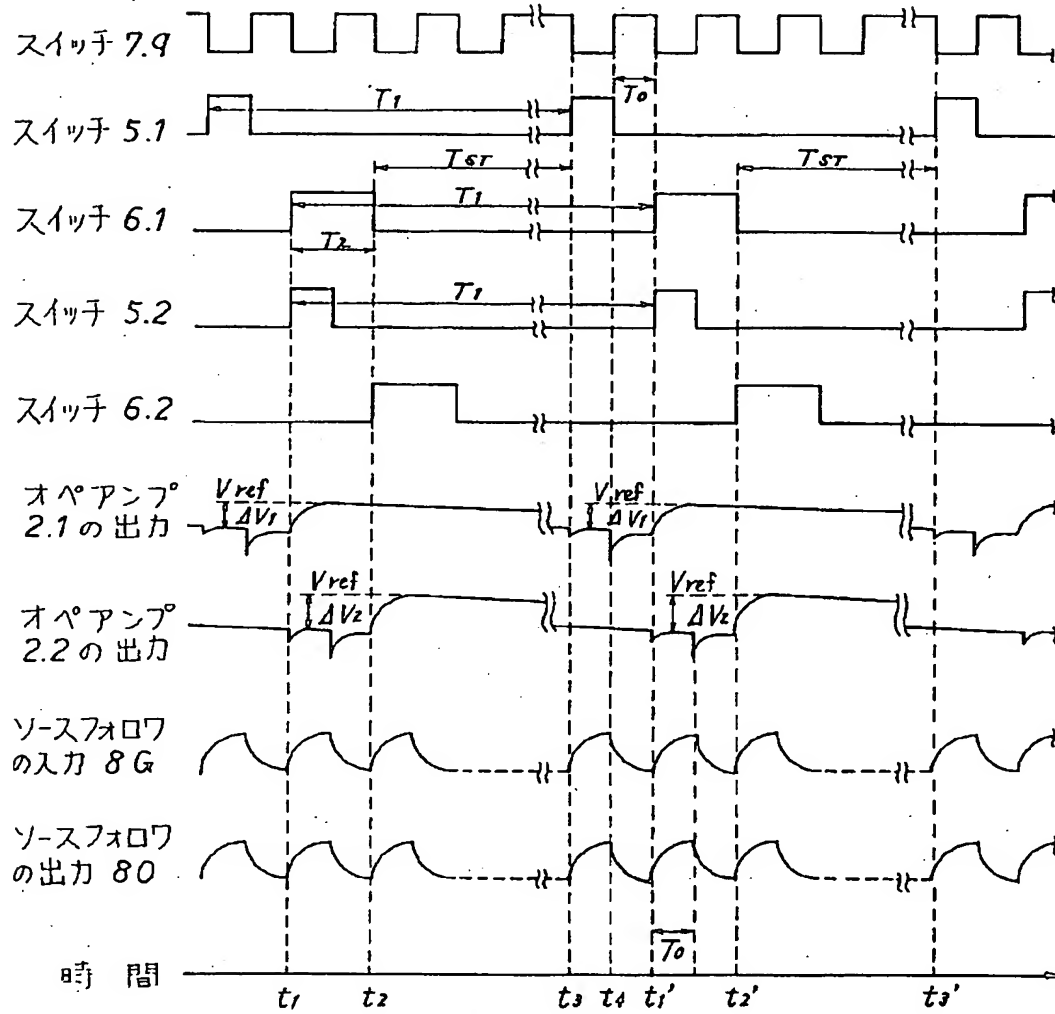 スイッチ 7.9
To
T1
スイッチ 5.1
TST TST
T1
スイッチ 6.1
T2
T1
スイッチ 5.2
スイッチ 6.2
オペアンプ
2.1の出力
Vref Vref
ΔV1 ΔV1
オペアンプ
2.2の出力
Vref Vref
ΔV2 ΔV2
ソースフォロワ
の入力 8G
ソースフォロワ
の出力 80
To
時間
t1 t2 t3 t4 t1' t2' t3'